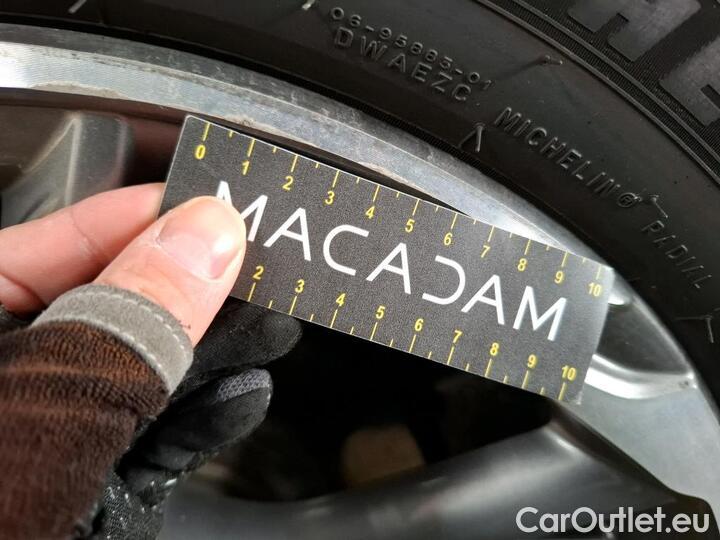 06-95883-01
DWAEZC
MICHELIN® RADIAL
0 1 2 3 4 5 6 7 8 9 10
MACADAM
2 3 4 5 6 7 8 9 10
CarOutlet.eu